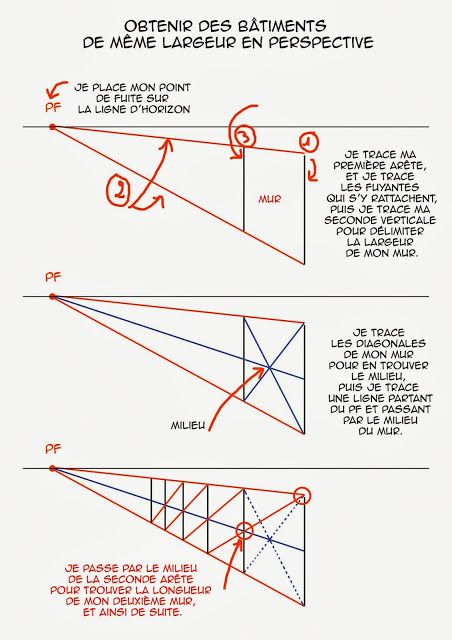 OBTENIR DES BÂTIMENTS
DE MÊME LARGEUR EN PERSPECTIVE
JE PLACE MON POINT
DE FUITE SUR
LA LIGNE D'HORIZON
PF
3
1
2
MUR
JE TRACE MA
PREMIÈRE ARÊTE,
ET JE TRACE
LES FUYANTES
QUI S'Y RATTACHENT,
PUIS JE TRACE MA
SECONDE VERTICALE
POUR DÉLIMITER
LA LARGEUR
DE MON MUR.
PF
MILIEU
JE TRACE
LES DIAGONALES
DE MON MUR
POUR EN TROUVER
LE MILIEU,
PUIS JE TRACE
UNE LIGNE PARTANT
DU PF ET PASSANT
PAR LE MILIEU
DU MUR.
PF
JE PASSE PAR LE MILIEU
DE LA SECONDE ARÊTE
POUR TROUVER LA LONGUEUR
DE MON DEUXIÈME MUR,
ET AINSI DE SUITE.